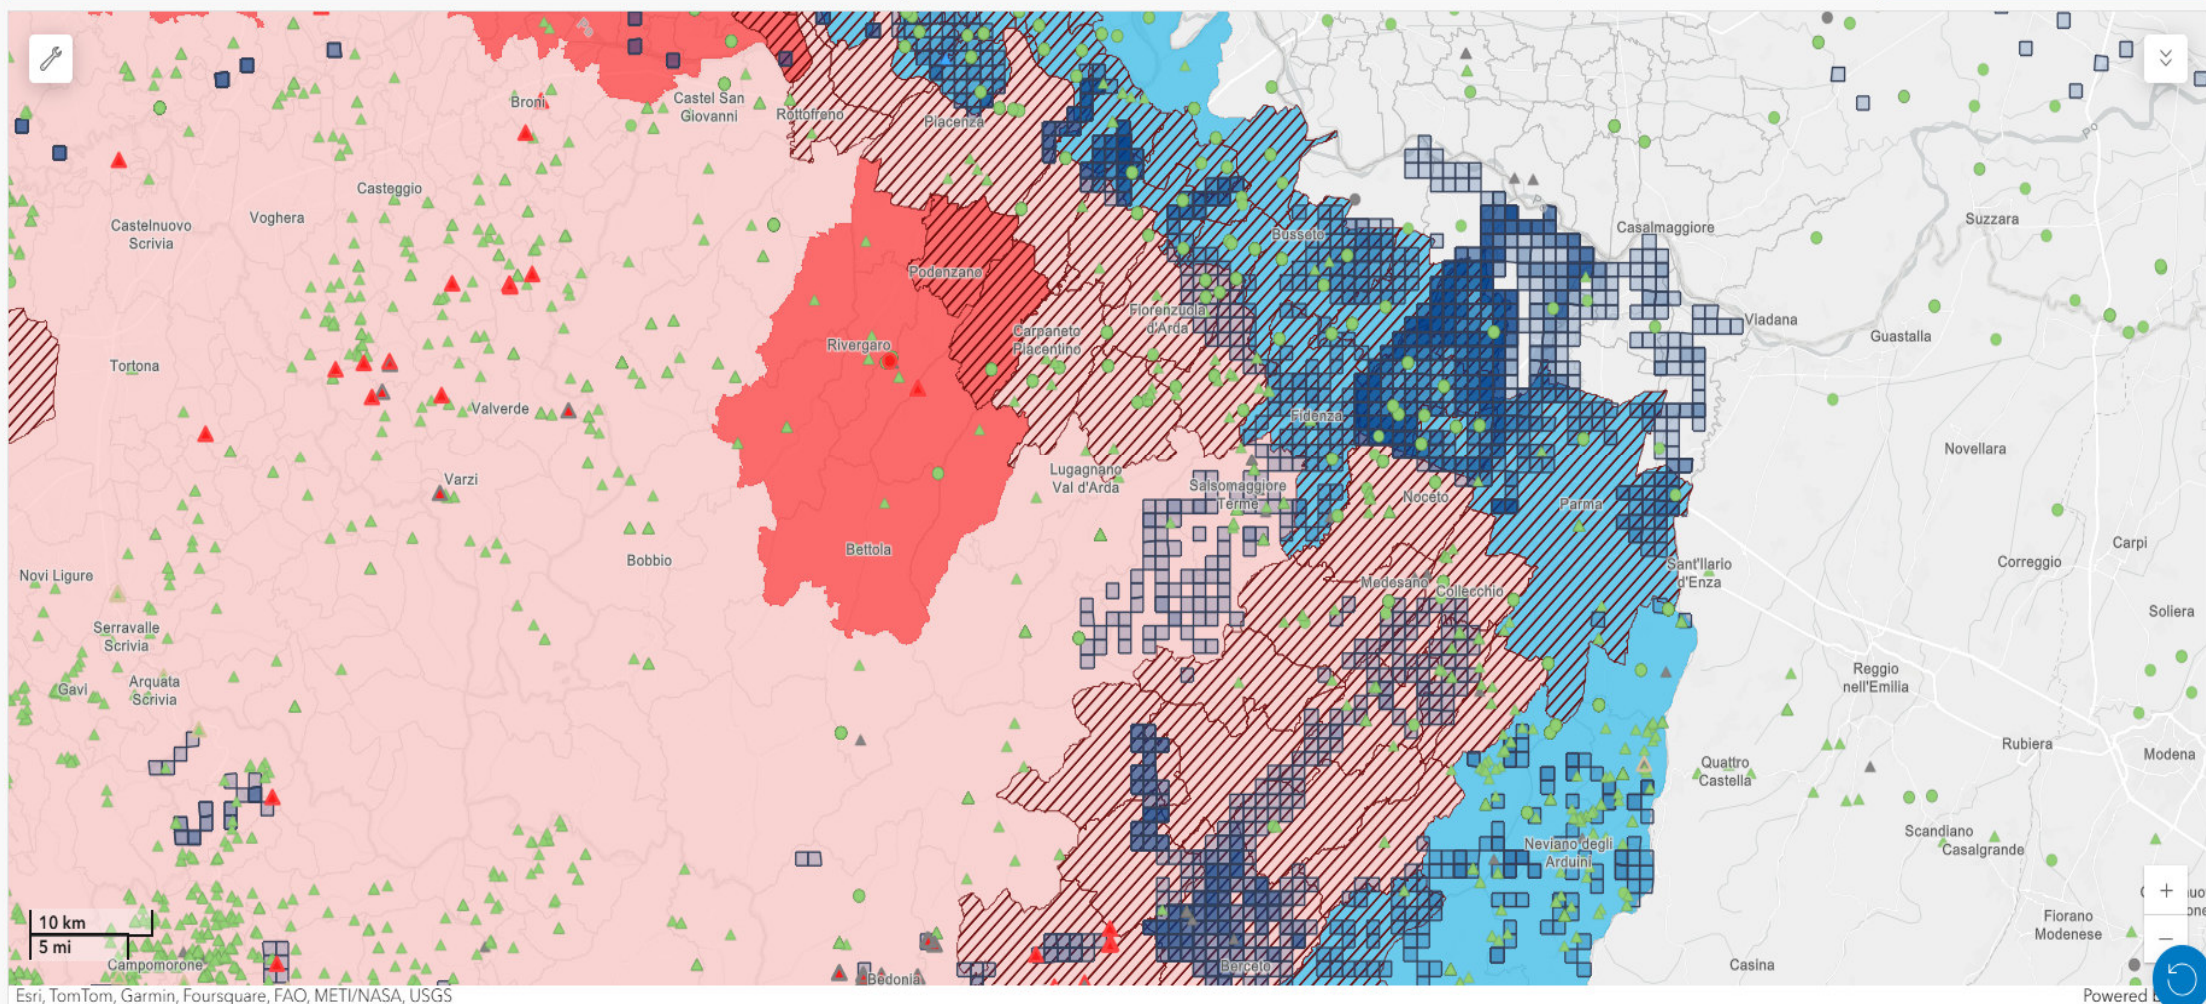 Broni
Castel San
Giovanni
Rottofreno
Piacenza
Po
Casteggio
Voghera
Castelnuovo
Scrivia
Busseto
Casalmaggiore
Suzzara
Podenzano
Fiorenzuola
d'Arda
Carpaneto
Piacentino
Rivergaro
Viadana
Guastalla
Tortona
Valverde
Fidenza
Novellara
Varzi
Lugagnano
Val d'Arda
Salsomaggiore
Terme
Noceto
Parma
Bettola
Bobbio
Carpi
Correggio
Novi Ligure
Medesano
Collecchio
Sant'Ilario
d'Enza
Soliera
Serravalle
Scrivia
Gavi
Arquata
Scrivia
Reggio
nell'Emilia
Rubiera
Modena
Quattro
Castella
Neviano degli
Arduini
Scandiano
Casalgrande
+
Fiorano
Modenese
−
10 km
5 mi
Campomorone
Bedonia
Berceto
Casina
Esri, TomTom, Garmin, Foursquare, FAO, METI/NASA, USGS
Powered